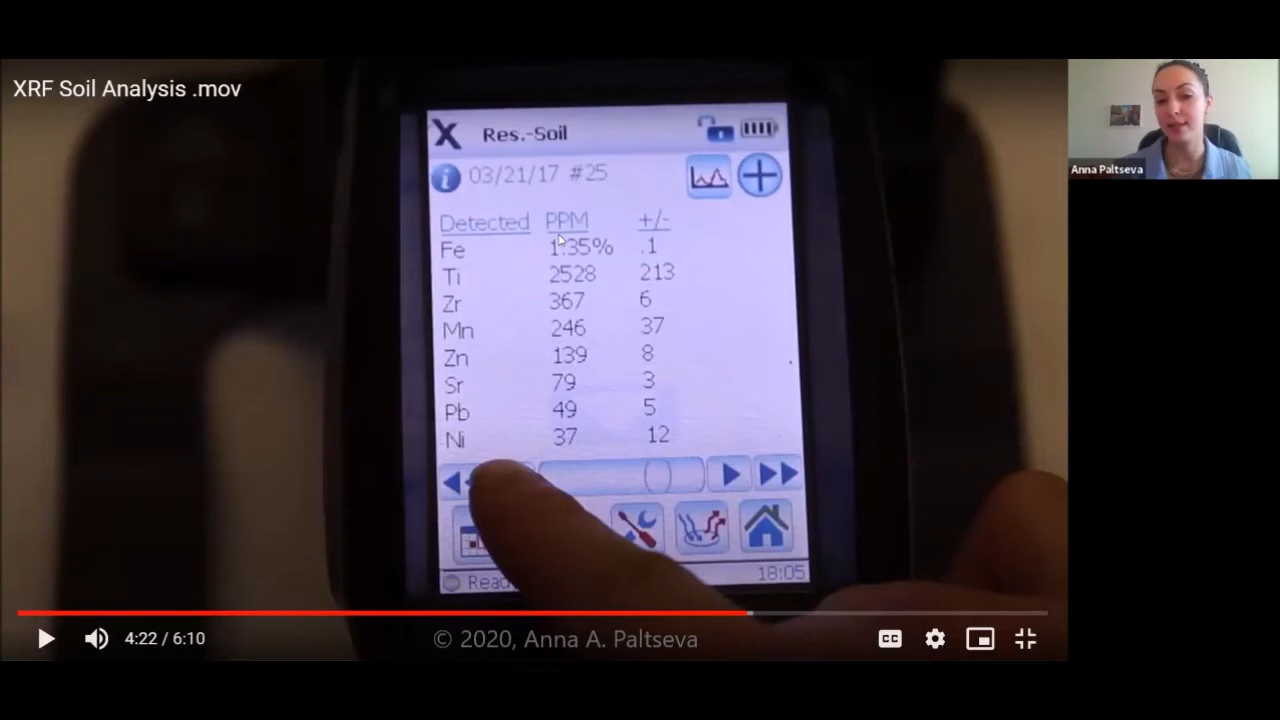 XRF Soil Analysis .mov
Anna Paltseva
X Res.-Soil
i 03/21/17 #25
Detected PPM +/-
Fe 1.35% .1
Ti 2528 213
Zr 367 6
Mn 246 37
Zn 139 8
Sr 79 3
Pb 49 5
Ni 37 12
18:05
4:22 / 6:10
© 2020, Anna A. Paltseva
CC